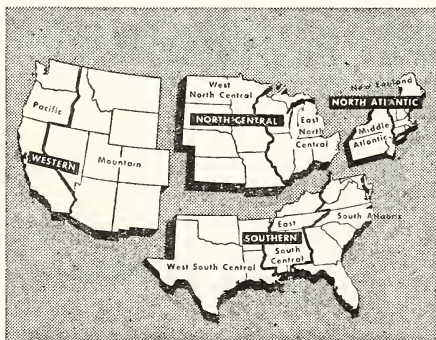 West
North Central
New England
NORTH ATLANTIC
Pacific
NORTH CENTRAL
East
North
Central
Middle
Atlantic
WESTERN
Mountain
East
South Atlantic
SOUTHERN
South
Central
West South Central